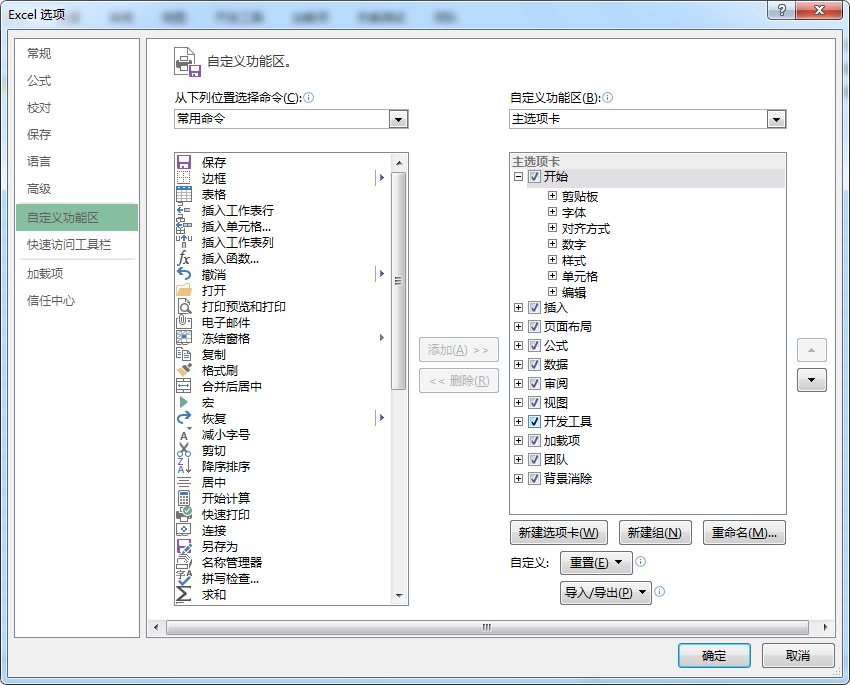 Excel 选项
常规
公式
校对
保存
语言
高级
自定义功能区
快速访问工具栏
加载项
信任中心
自定义功能区。
从下列位置选择命令(C):
常用命令
保存
边框
表格
插入工作表行
插入单元格...
插入工作表列
插入函数...
撤消
打开
打印预览和打印
电子邮件
冻结窗格
复制
格式刷
合并后居中
宏
恢复
减小字号
剪切
降序排序
居中
开始计算
快速打印
连接
另存为
名称管理器
拼写检查...
求和
添加(A) >>
<< 删除(R)
自定义功能区(B):
主选项卡
主选项卡
开始
剪贴板
字体
对齐方式
数字
样式
单元格
编辑
插入
页面布局
公式
数据
审阅
视图
开发工具
加载项
团队
背景消除
新建选项卡(W) 新建组(N) 重命名(M)...
自定义: 重置(E)
导入/导出(P)
确定 取消